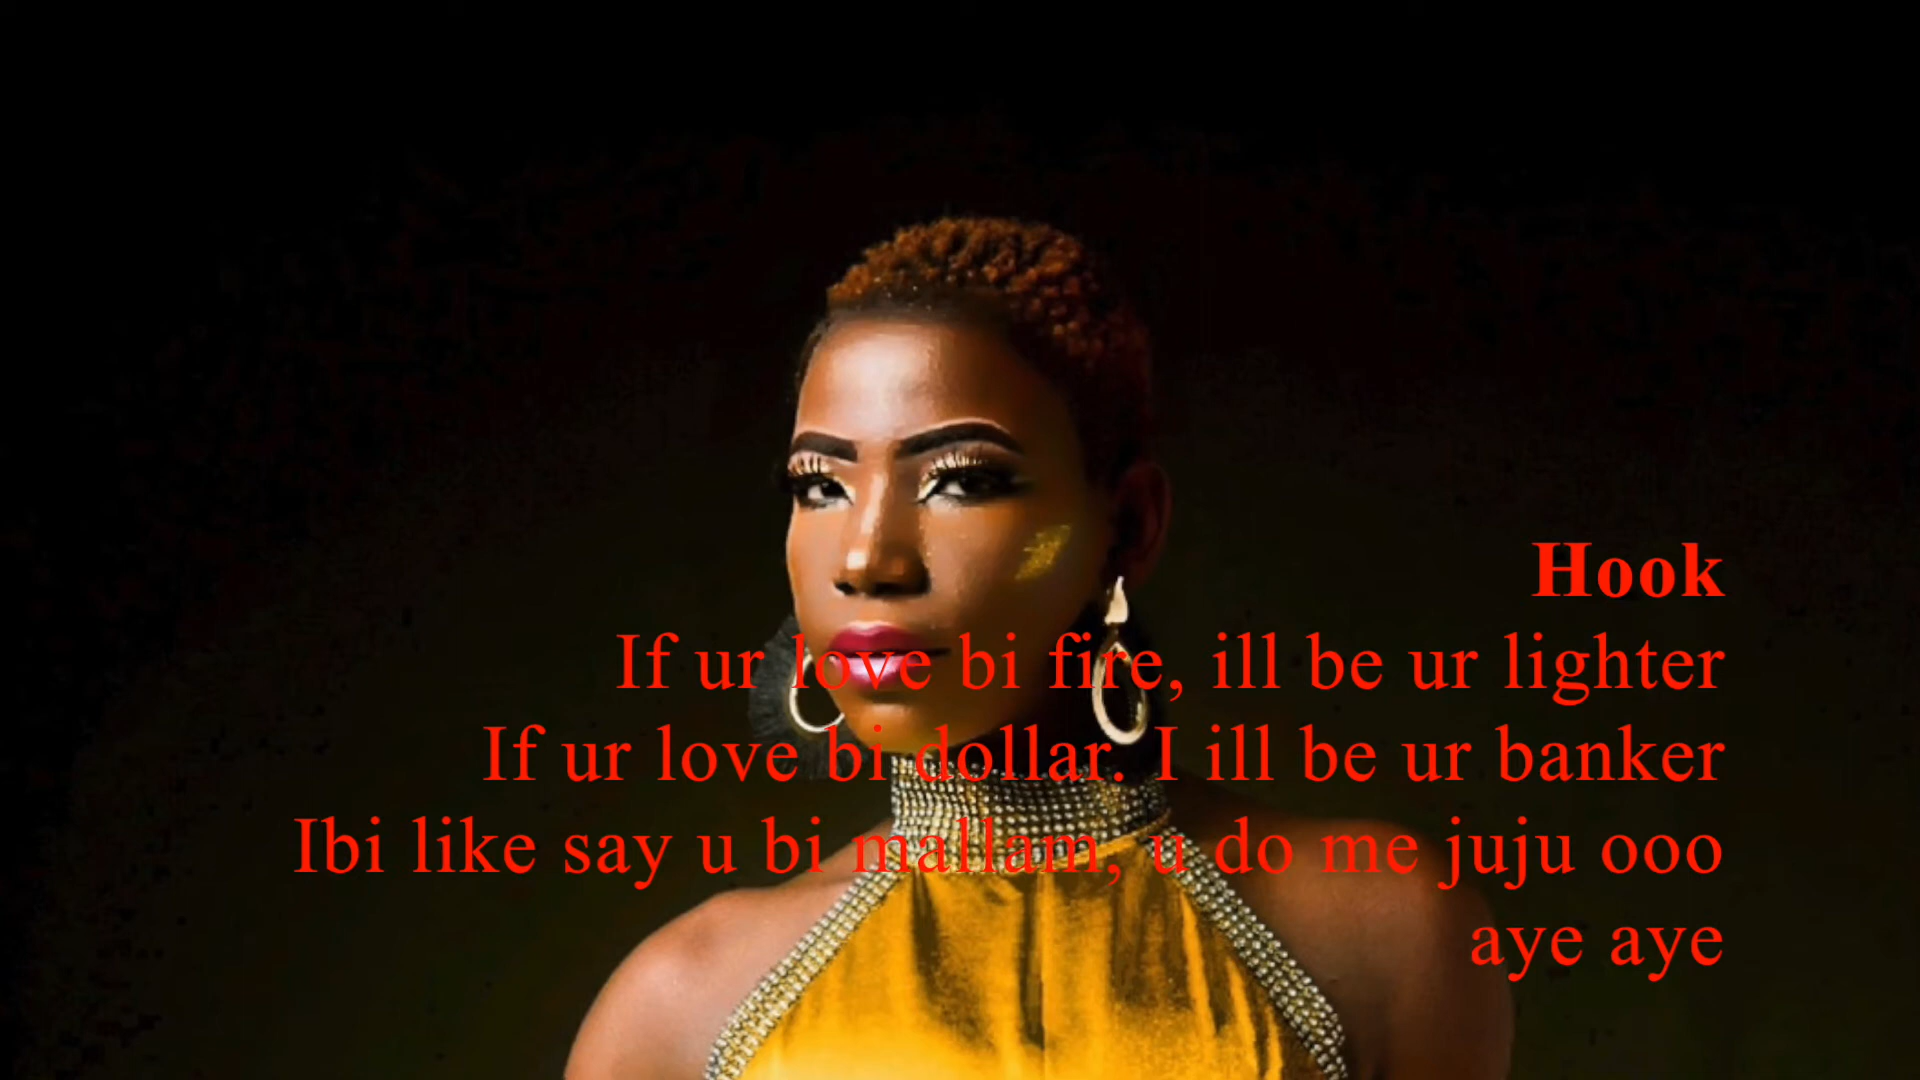 Hook
If ur love bi fire, ill be ur lighter
If ur love bi dollar. I ill be ur banker
Ibi like say u bi mallam, u do me juju ooo
aye aye